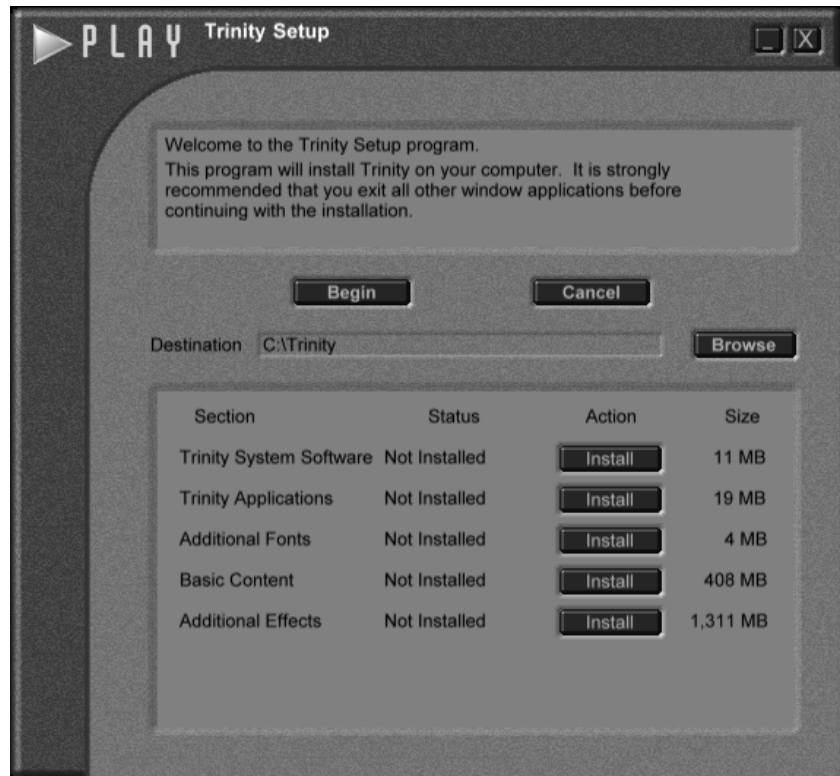 PLAY Trinity Setup
_ X
Welcome to the Trinity Setup program.
This program will install Trinity on your computer. It is strongly
recommended that you exit all other window applications before
continuing with the installation.
Begin Cancel
Destination C:\Trinity Browse
Section Status Action Size
Trinity System Software Not Installed Install 11 MB
Trinity Applications Not Installed Install 19 MB
Additional Fonts Not Installed Install 4 MB
Basic Content Not Installed Install 408 MB
Additional Effects Not Installed Install 1,311 MB